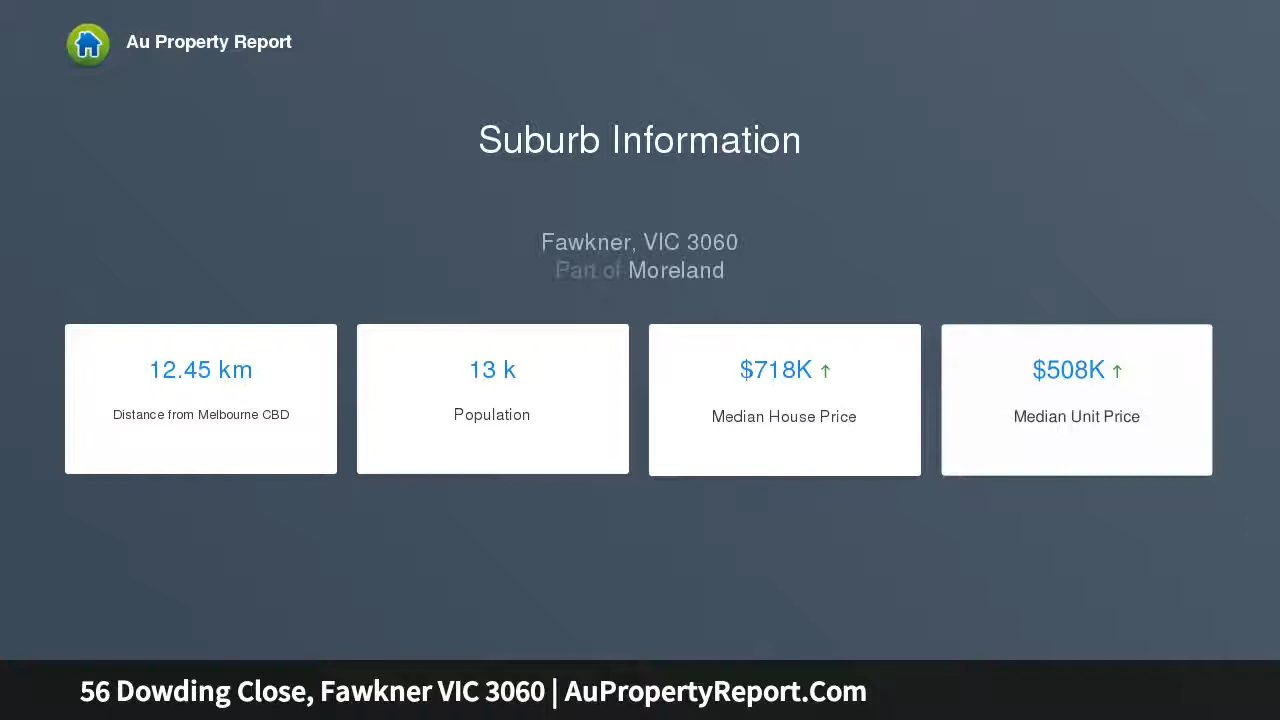 Au Property Report
Suburb Information
Fawkner, VIC 3060
Part of Moreland
12.45 km
Distance from Melbourne CBD
13 k
Population
$718K ↑
Median House Price
$508K ↑
Median Unit Price
56 Dowding Close, Fawkner VIC 3060 | AuPropertyReport.Com